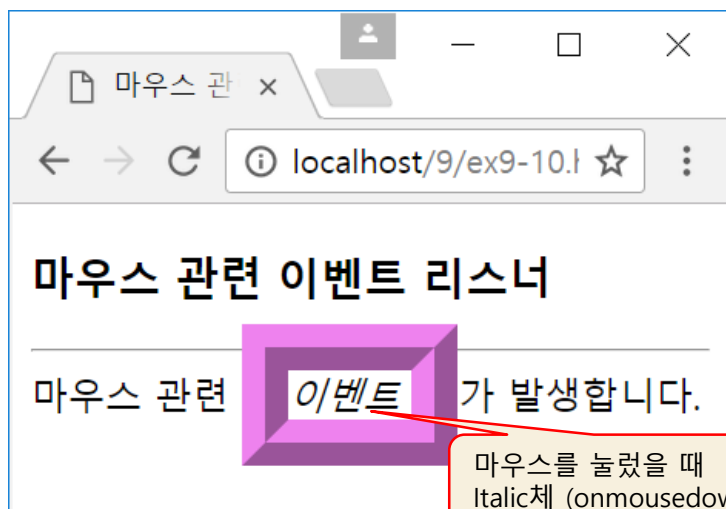 마우스 관
localhost/9/ex9-10.h
마우스 관련 이벤트 리스너
마우스 관련 이벤트 가 발생합니다.
마우스를 눌렀을 때
Italic체 (onmousedow